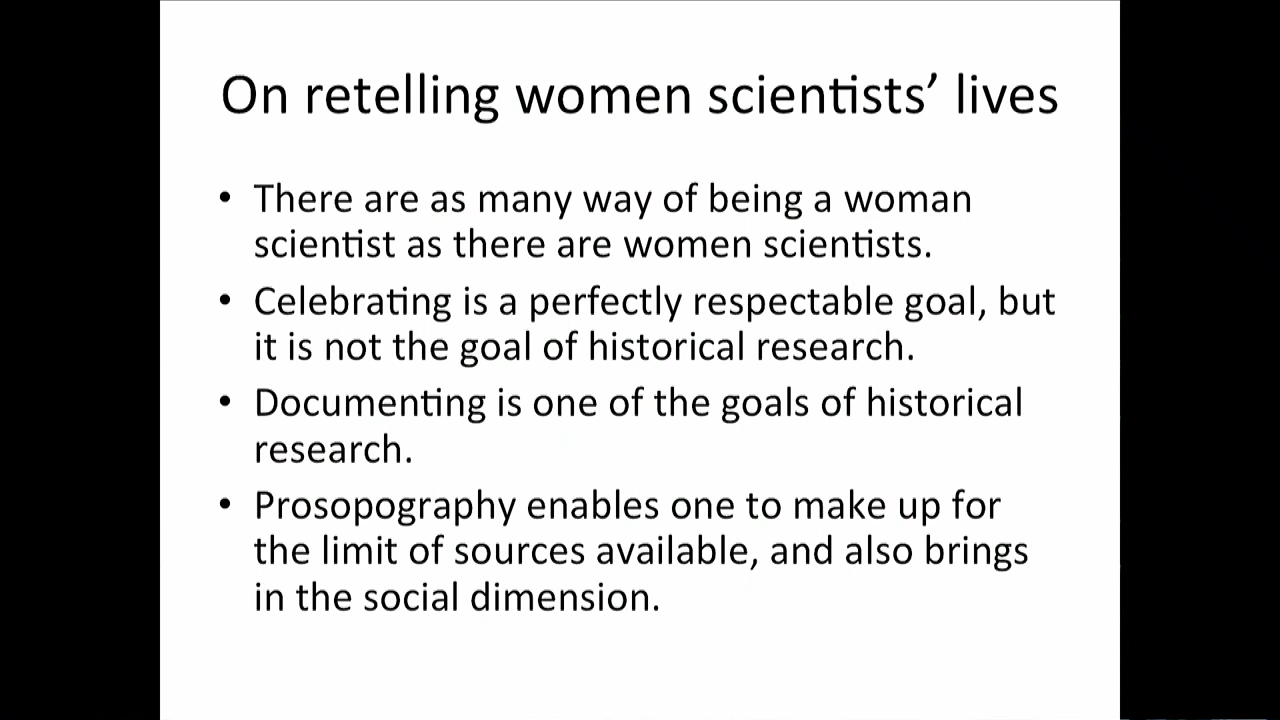 On retelling women scientists’ lives
• There are as many way of being a woman
scientist as there are women scientists.
• Celebrating is a perfectly respectable goal, but
it is not the goal of historical research.
• Documenting is one of the goals of historical
research.
• Prosopography enables one to make up for
the limit of sources available, and also brings
in the social dimension.